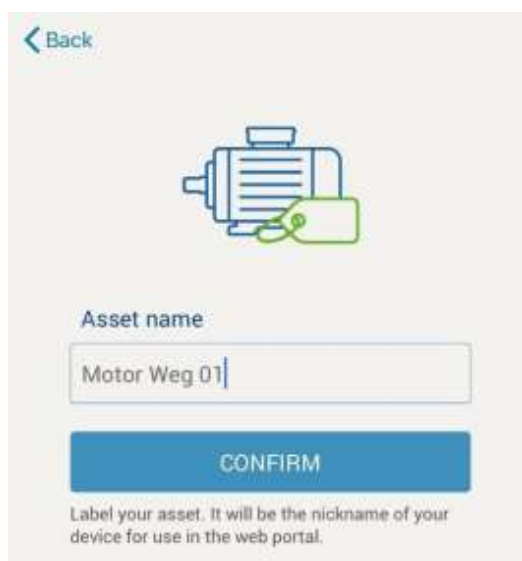 Back
Asset name
Motor Weg 01
CONFIRM
Label your asset. It will be the nickname of your
device for use in the web portal.